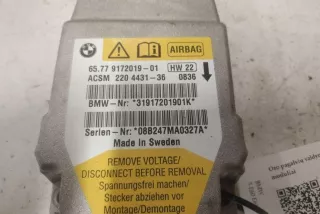 AIRBAG
65.77 9172019-01 HW 22
ACSM 220 4431-36 0836
BMW-Nr: *31917201901K*
Serien-Nr: *08B247MA0327A*
Made in Sweden
REMOVE VOLTAGE/
DISCONNECT BEFORE REMOVAL
Spannungsfrei machen/
Stecker abziehen vor
Montage/Demontage